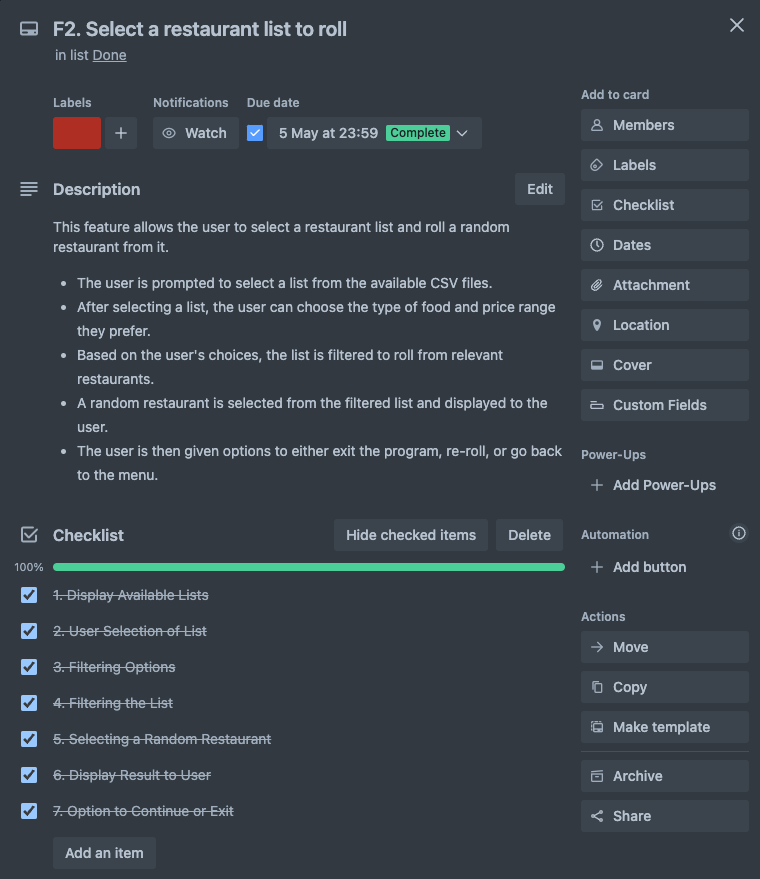 F2. Select a restaurant list to roll
in list Done
Labels
Notifications
Due date
Watch
5 May at 23:59 Complete
Description
Edit
This feature allows the user to select a restaurant list and roll a random
restaurant from it.
• The user is prompted to select a list from the available CSV files.
• After selecting a list, the user can choose the type of food and price range
they prefer.
• Based on the user's choices, the list is filtered to roll from relevant
restaurants.
• A random restaurant is selected from the filtered list and displayed to the
user.
• The user is then given options to either exit the program, re-roll, or go back
to the menu.
Checklist
Hide checked items
Delete
100%
1. Display Available Lists
2. User Selection of List
3. Filtering Options
4. Filtering the List
5. Selecting a Random Restaurant
6. Display Result to User
7. Option to Continue or Exit
Add an item
Add to card
Members
Labels
Checklist
Dates
Attachment
Location
Cover
Custom Fields
Power-Ups
Add Power-Ups
Automation
Add button
Actions
Move
Copy
Make template
Archive
Share